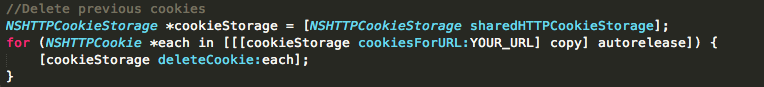 //Delete previous cookies
NSHTTPCookieStorage *cookieStorage = [NSHTTPCookieStorage sharedHTTPCookieStorage];
for (NSHTTPCookie *each in [[[cookieStorage cookiesForURL:YOUR_URL] copy] autorelease]) {
    [cookieStorage deleteCookie:each];
}